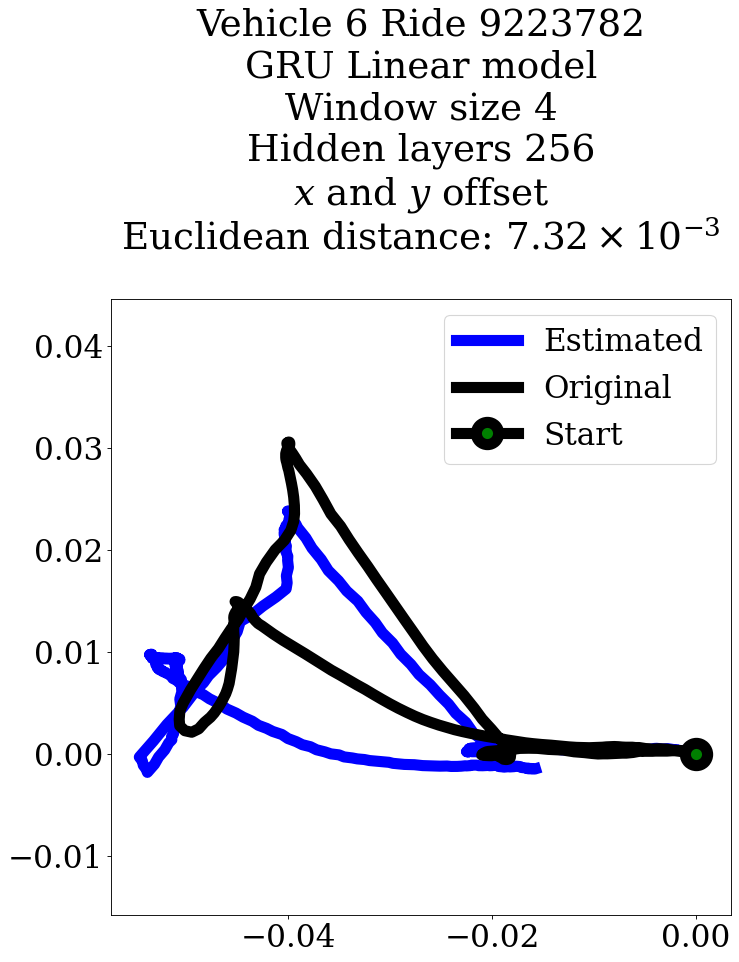 Vehicle 6 Ride 9223782
GRU Linear model
Window size 4
Hidden layers 256
x and y offset
Euclidean distance: 7.32 × 10⁻³
Estimated
Original
Start
0.04
0.03
0.02
0.01
0.00
−0.01
−0.04
−0.02
0.00